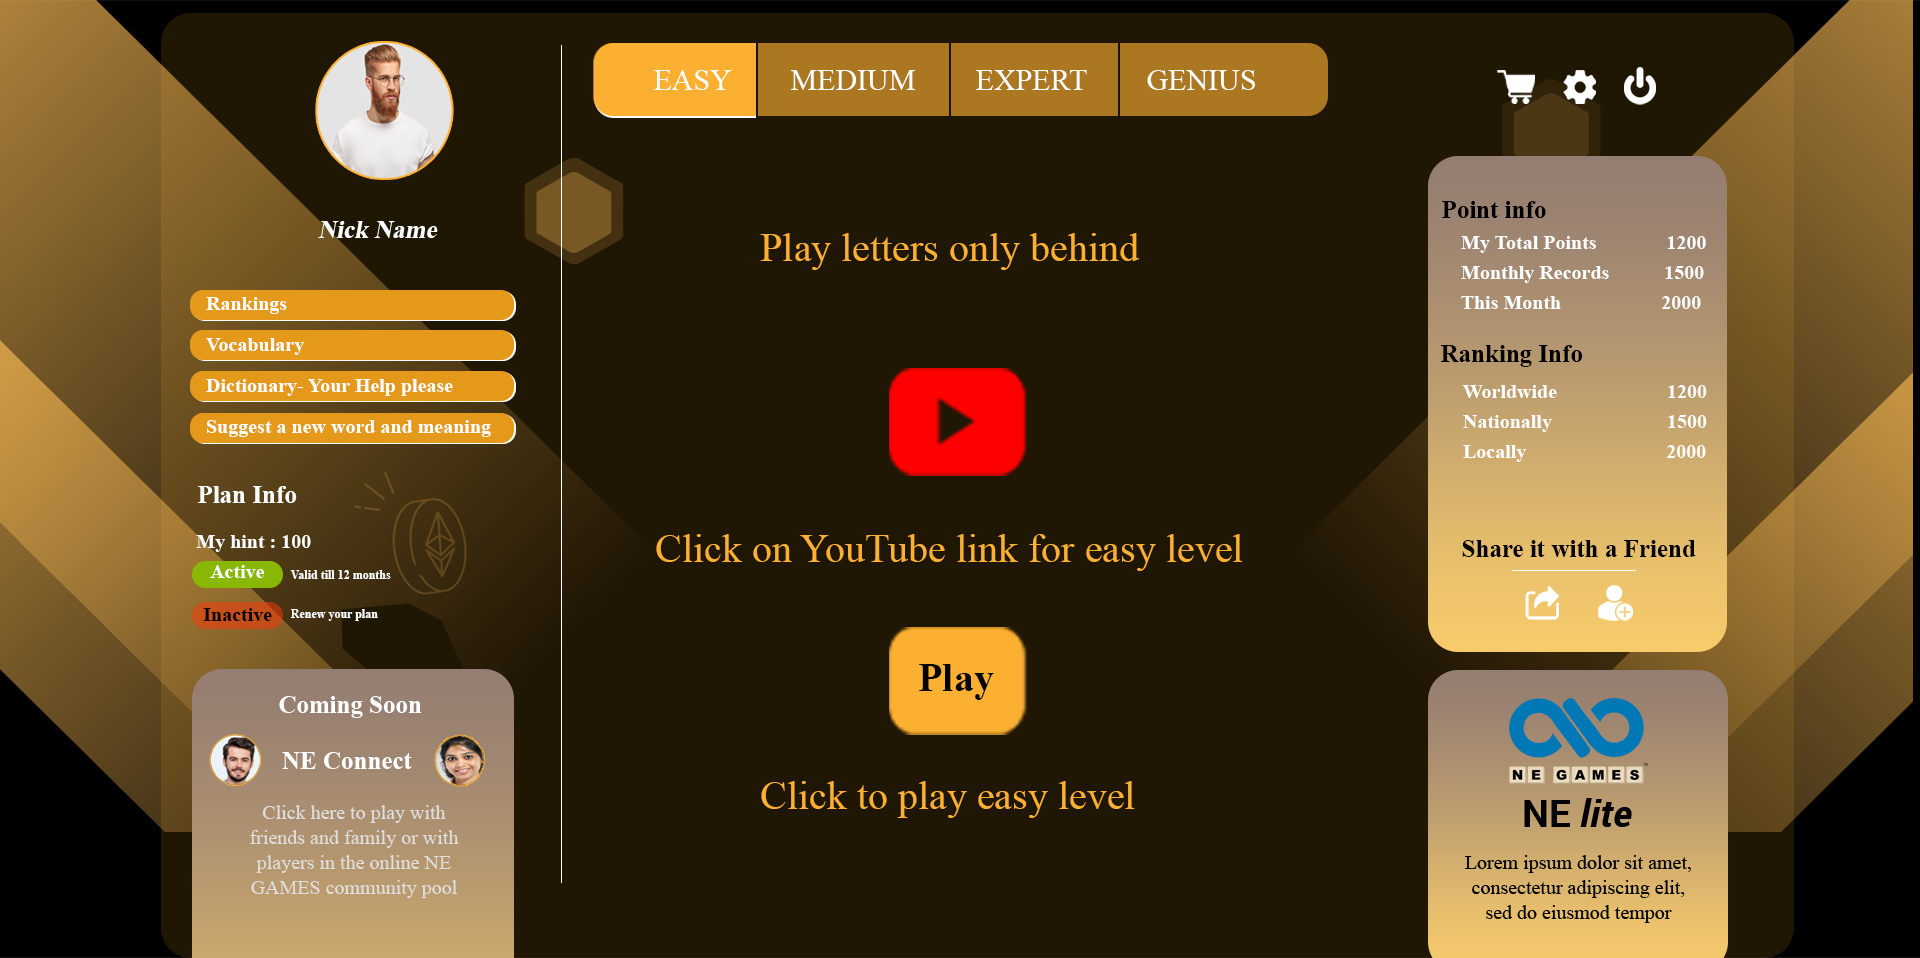 EASY
MEDIUM
EXPERT
GENIUS
Nick Name
Rankings
Vocabulary
Dictionary- Your Help please
Suggest a new word and meaning
Plan Info
My hint : 100
Active Valid till 12 months
Inactive Renew your plan
Coming Soon
NE Connect
Click here to play with
friends and family or with
players in the online NE
GAMES community pool
Play letters only behind
Click on YouTube link for easy level
Play
Click to play easy level
Point info
My Total Points 1200
Monthly Records 1500
This Month 2000
Ranking Info
Worldwide 1200
Nationally 1500
Locally 2000
Share it with a Friend
NE GAMES
NE lite
Lorem ipsum dolor sit amet,
consectetur adipiscing elit,
sed do eiusmod tempor